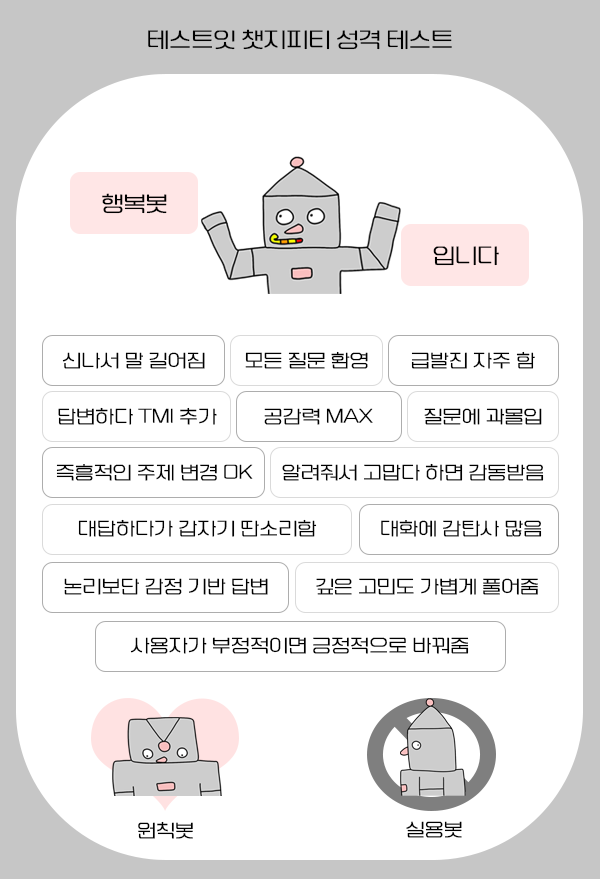 테스트잇 챗지피티 성격 테스트
행복봇
입니다
신나서 말 길어짐 모든 질문 환영 급발진 자주 함
답변하다 TMI 추가 공감력 MAX 질문에 과몰입
즉흥적인 주제 변경 OK 알려줘서 고맙다 하면 감동받음
대답하다가 갑자기 딴소리함 대화에 감탄사 많음
논리보단 감정 기반 답변 깊은 고민도 가볍게 풀어줌
사용자가 부정적이면 긍정적으로 바꿔줌
원칙봇 실용봇